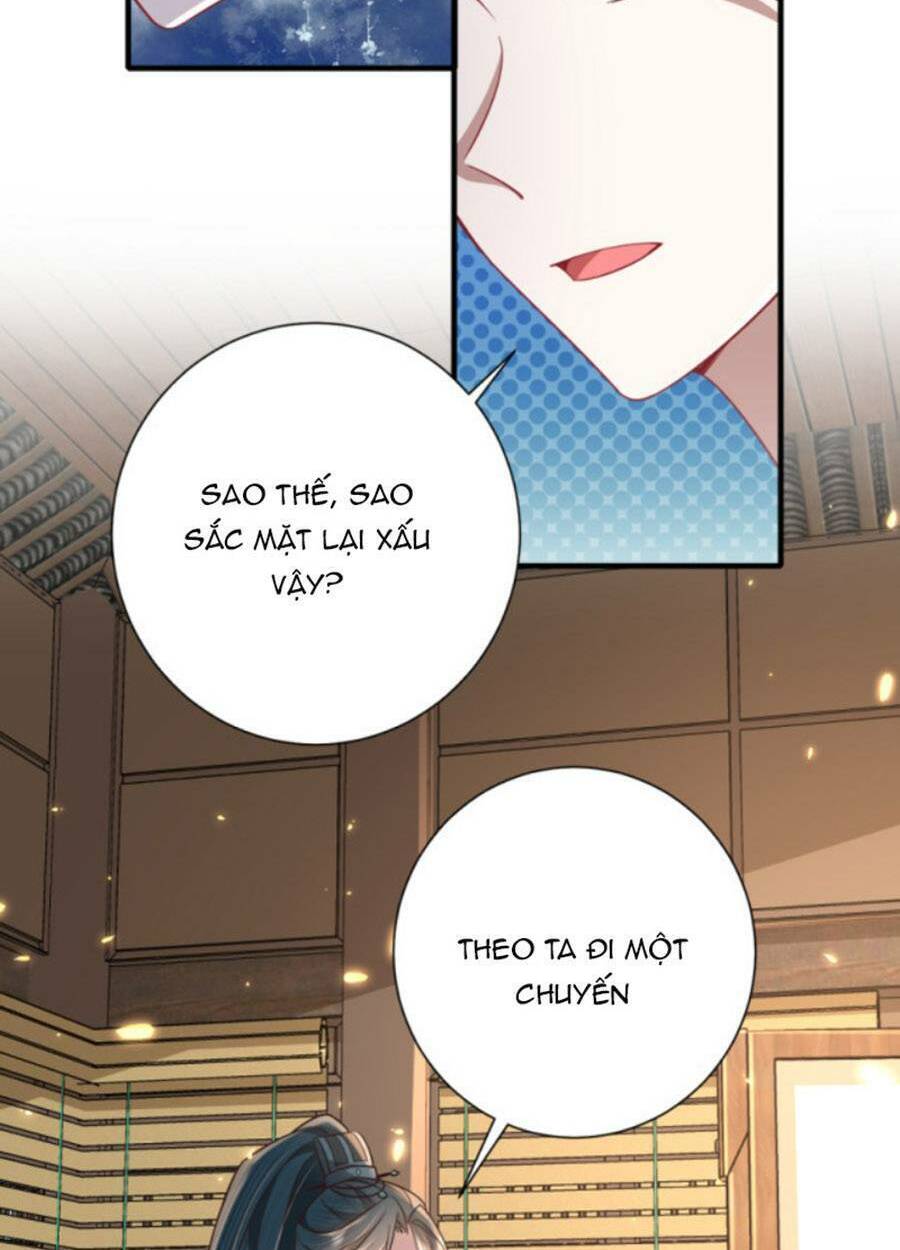 SAO THẾ, SAO
SẮC MẶT LẠI XẤU
VẬY?
THEO TA ĐI MỘT
CHUYẾN